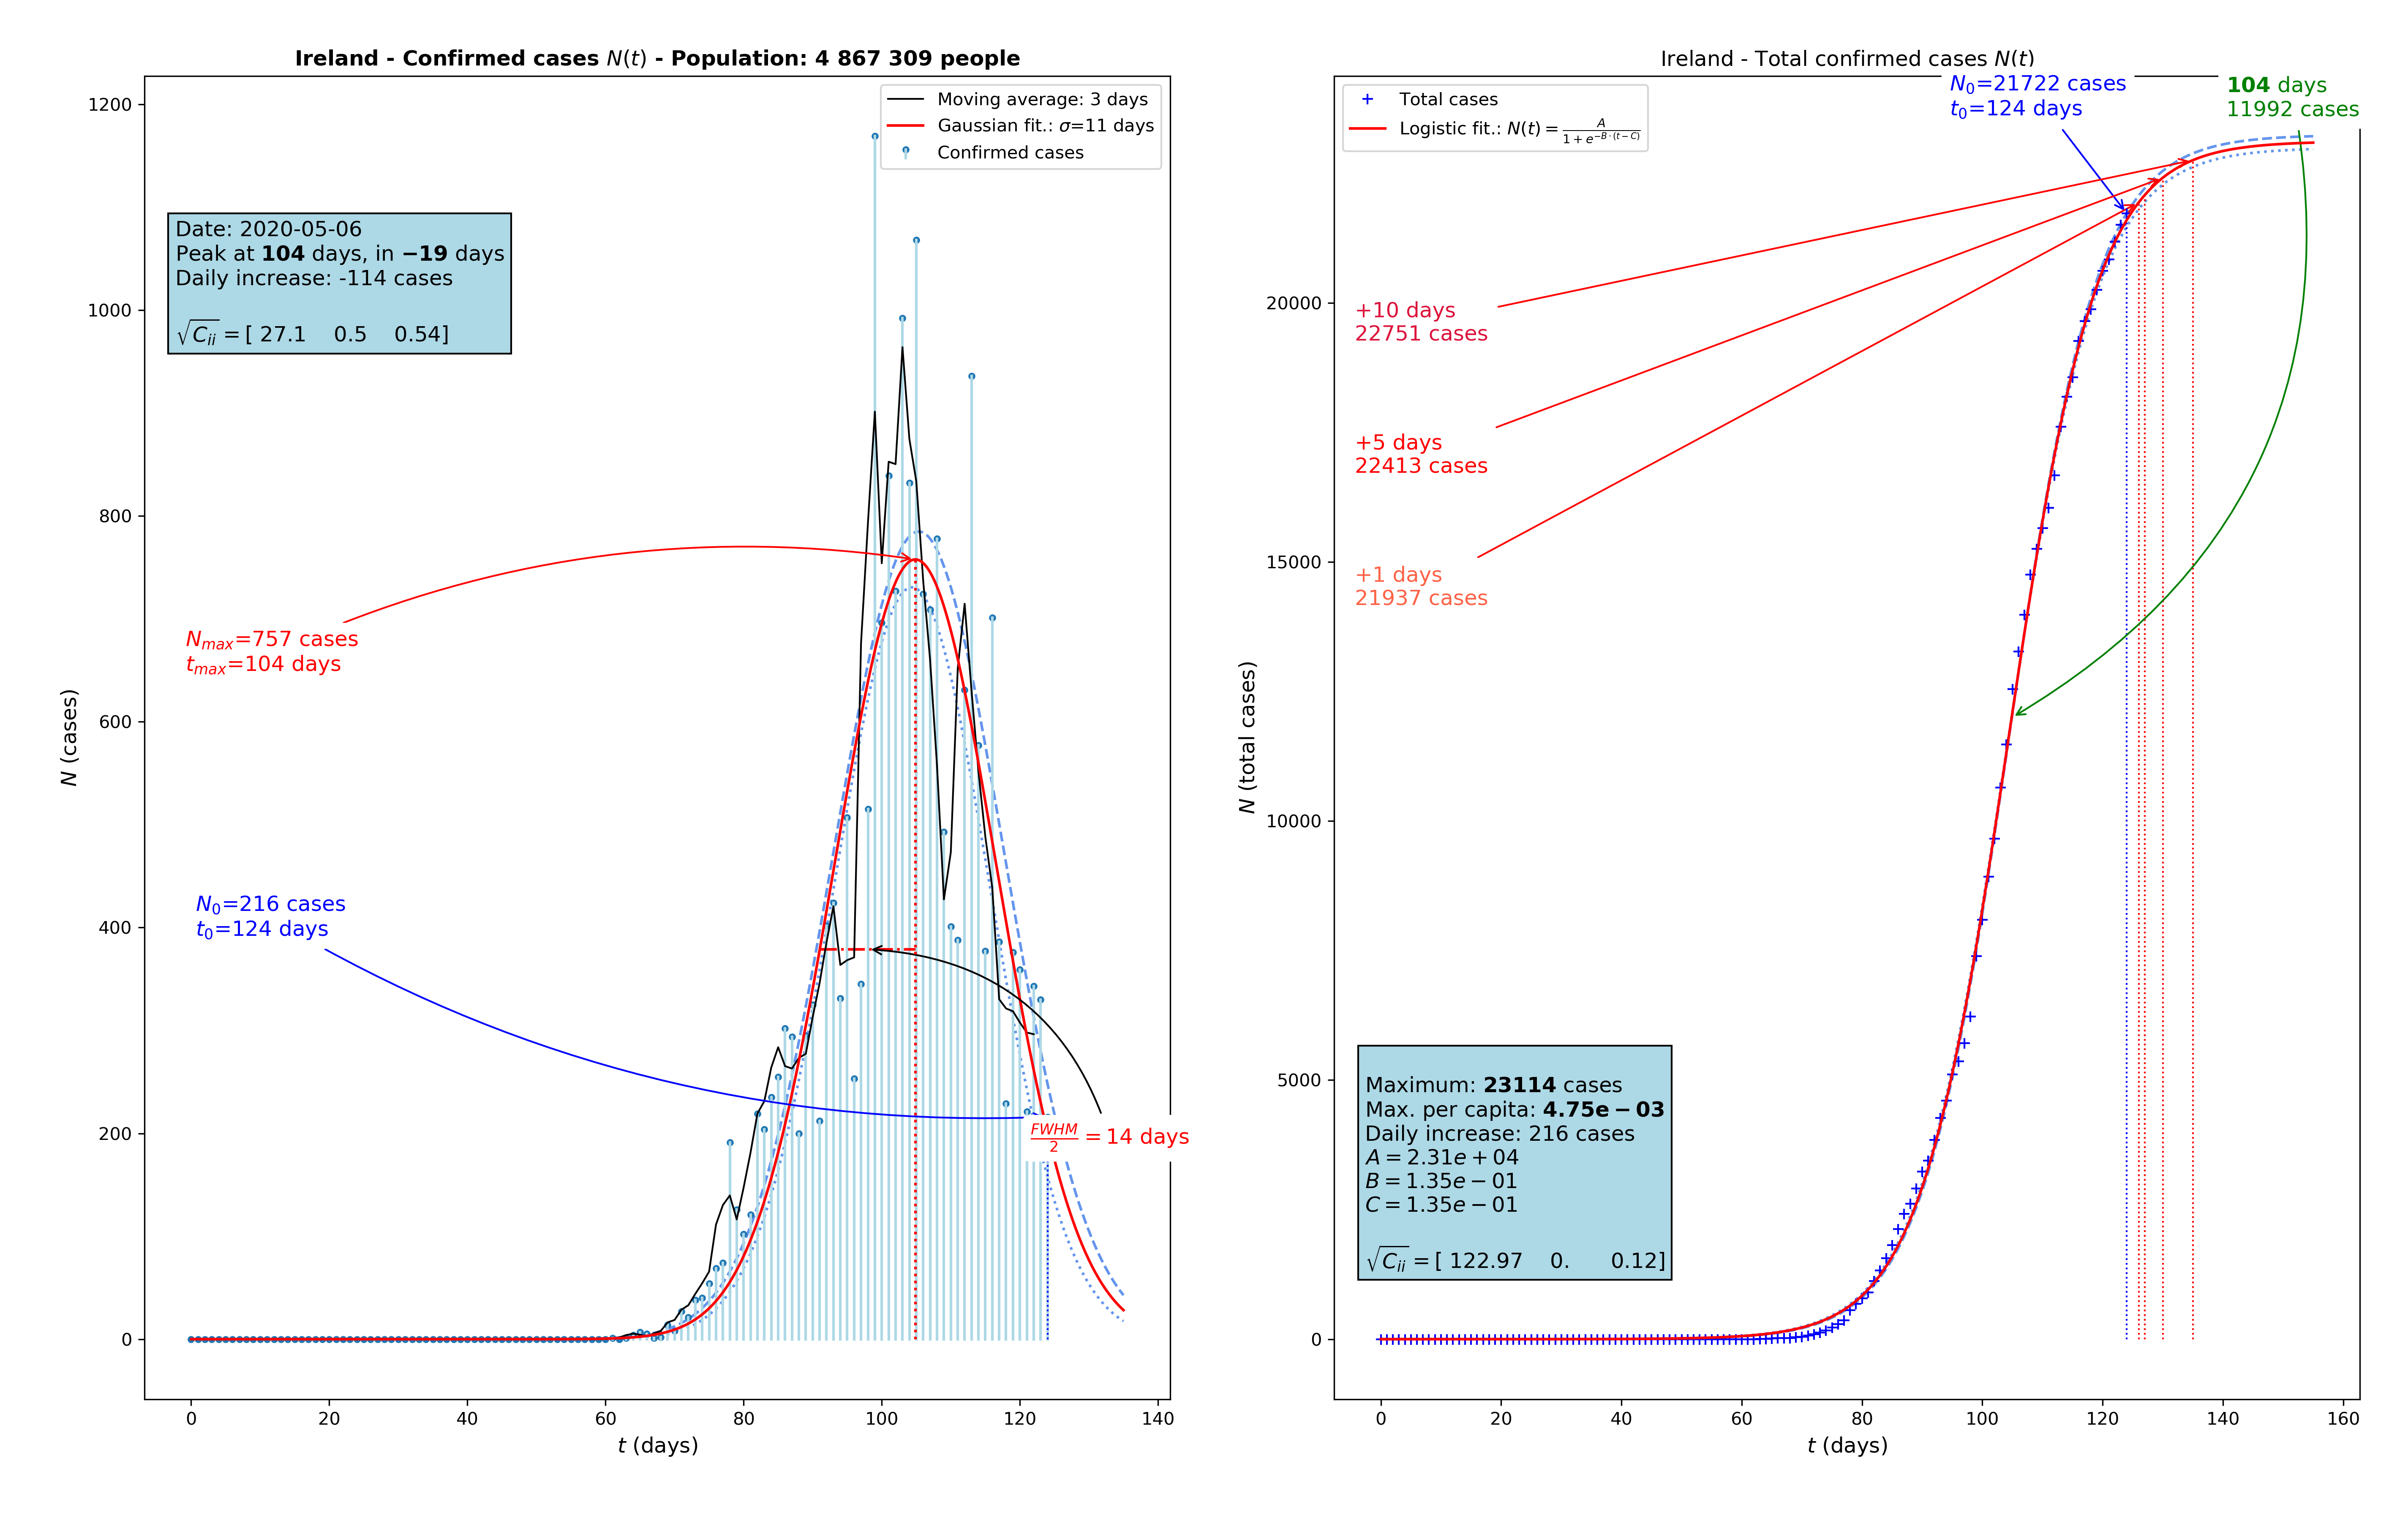 Ireland - Confirmed cases N(t) - Population: 4 867 309 people
Moving average: 3 days
Gaussian fit.: σ=11 days
Confirmed cases
Date: 2020-05-06
Peak at 104 days, in −19 days
Daily increase: -114 cases
√C_ii = [ 27.1 0.5 0.54]
N_max=757 cases
t_max=104 days
N_0=216 cases
t_0=124 days
FWHM/2 = 14 days
1200
1000
800
600
400
200
0
N (cases)
0 20 40 60 80 100 120 140
t (days)
Ireland - Total confirmed cases N(t)
Total cases
Logistic fit.: N(t) = A/(1+e^(−B·(t−C)))
N_0=21722 cases
t_0=124 days
104 days
11992 cases
+10 days
22751 cases
+5 days
22413 cases
+1 days
21937 cases
Maximum: 23114 cases
Max. per capita: 4.75e − 03
Daily increase: 216 cases
A = 2.31e + 04
B = 1.35e − 01
C = 1.35e − 01
√C_ii = [ 122.97 0. 0.12]
20000
15000
10000
5000
0
N (total cases)
0 20 40 60 80 100 120 140 160
t (days)